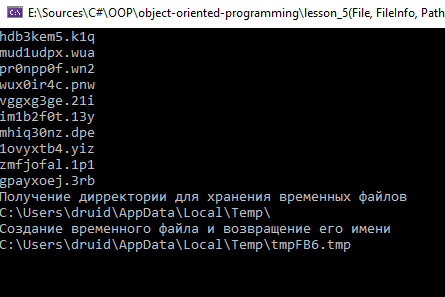 E:\Sources\C#\OOP\object-oriented-programming\lesson_5(File, FileInfo, Path
hdb3kem5.k1q
mud1udpx.wua
pr0npp0f.wn2
wux0ir4c.pnw
vggxg3ge.21i
im1b2f0t.13y
mhiq30nz.dpe
1ovyxtb4.yiz
zmfjofal.1p1
gpayxoej.3rb
Получение дирректории для хранения временных файлов
C:\Users\druid\AppData\Local\Temp\
Создание временного файла и возвращение его имени
C:\Users\druid\AppData\Local\Temp\tmpFB6.tmp